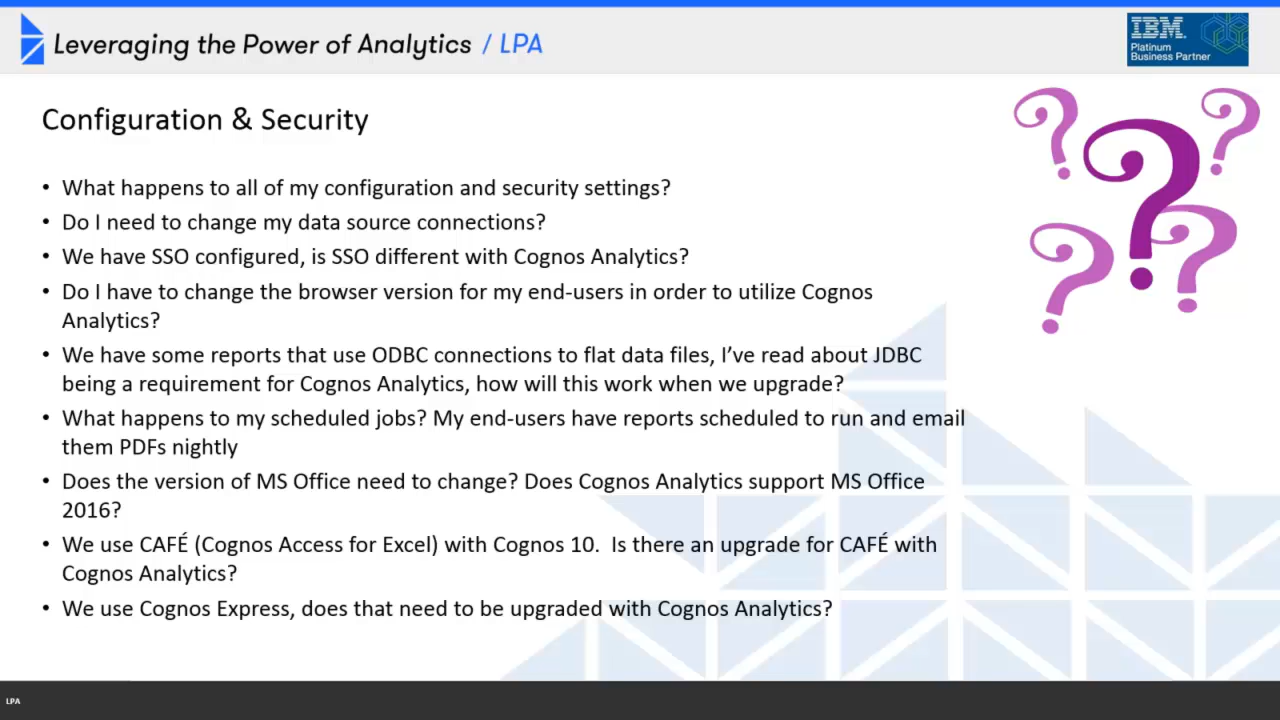 Leveraging the Power of Analytics / LPA
IBM
Platinum
Business Partner
Configuration & Security
• What happens to all of my configuration and security settings?
• Do I need to change my data source connections?
• We have SSO configured, is SSO different with Cognos Analytics?
• Do I have to change the browser version for my end-users in order to utilize Cognos
Analytics?
• We have some reports that use ODBC connections to flat data files, I've read about JDBC
being a requirement for Cognos Analytics, how will this work when we upgrade?
• What happens to my scheduled jobs? My end-users have reports scheduled to run and email
them PDFs nightly
• Does the version of MS Office need to change? Does Cognos Analytics support MS Office
2016?
• We use CAFÉ (Cognos Access for Excel) with Cognos 10.  Is there an upgrade for CAFÉ with
Cognos Analytics?
• We use Cognos Express, does that need to be upgraded with Cognos Analytics?
? ? ? ? ?
LPA